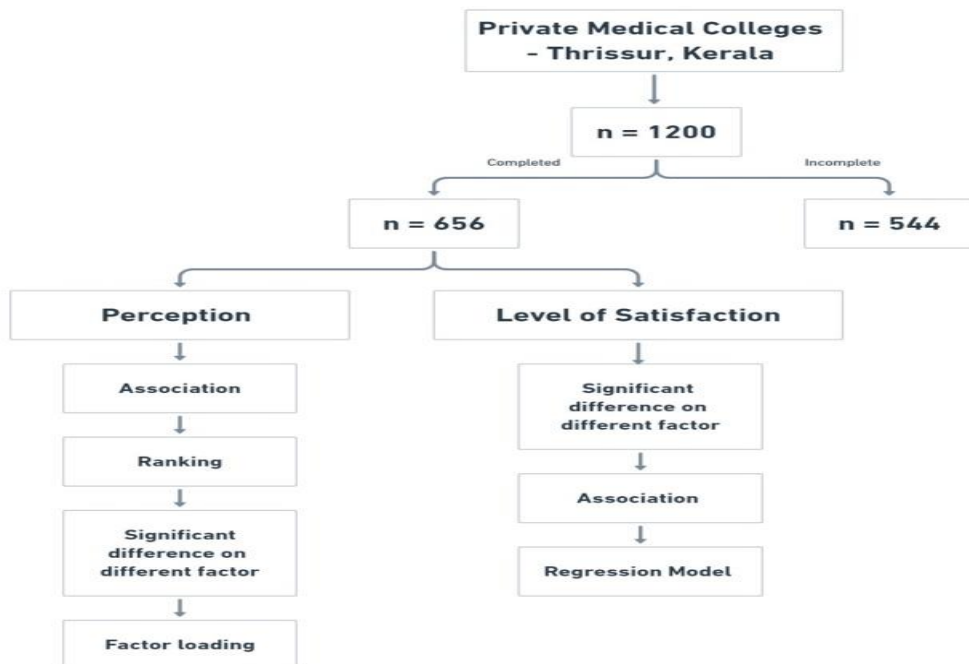 Private Medical Colleges
- Thrissur, Kerala
n = 1200
Completed
Incomplete
n = 656
n = 544
Perception
Level of Satisfaction
Association
Ranking
Significant
difference on
different factor
Factor loading
Significant
difference on
different factor
Association
Regression Model